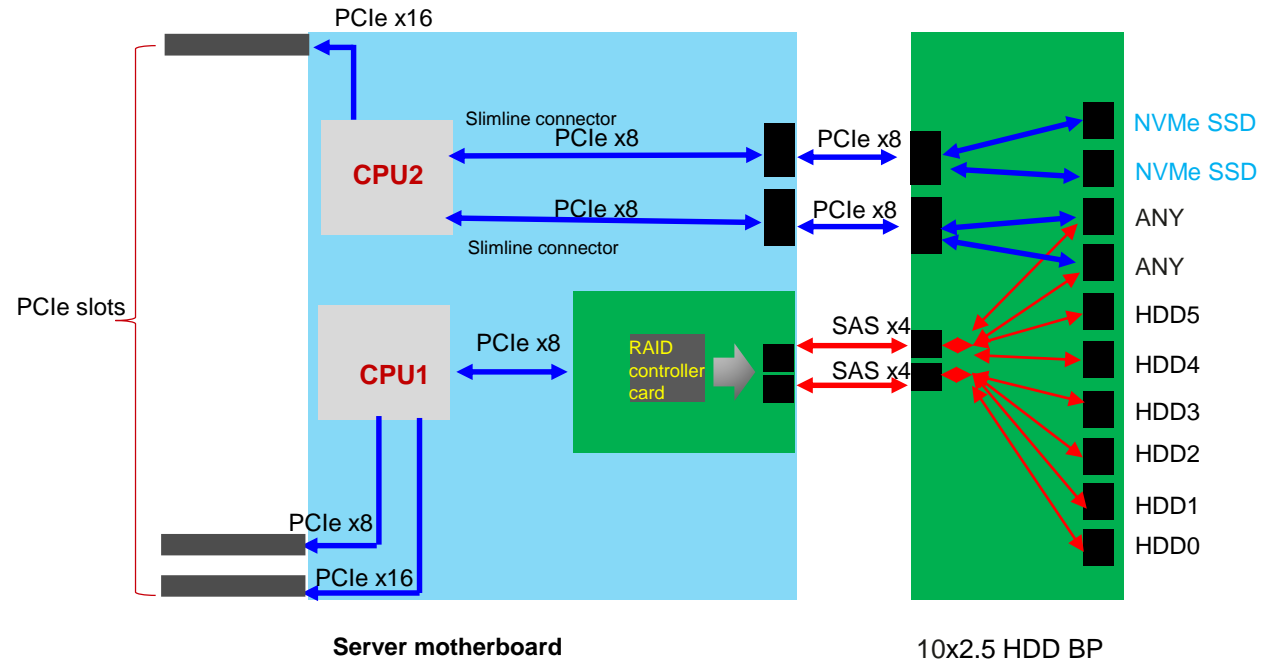 PCIe x16
Slimline connector
PCIe x8
PCIe x8
NVMe SSD
CPU2
NVMe SSD
PCIe x8
PCIe x8
ANY
Slimline connector
ANY
PCIe slots
HDD5
SAS x4
PCIe x8
RAID
controller
card
HDD4
CPU1
SAS x4
HDD3
HDD2
HDD1
PCIe x8
HDD0
PCIe x16
Server motherboard
10x2.5 HDD BP